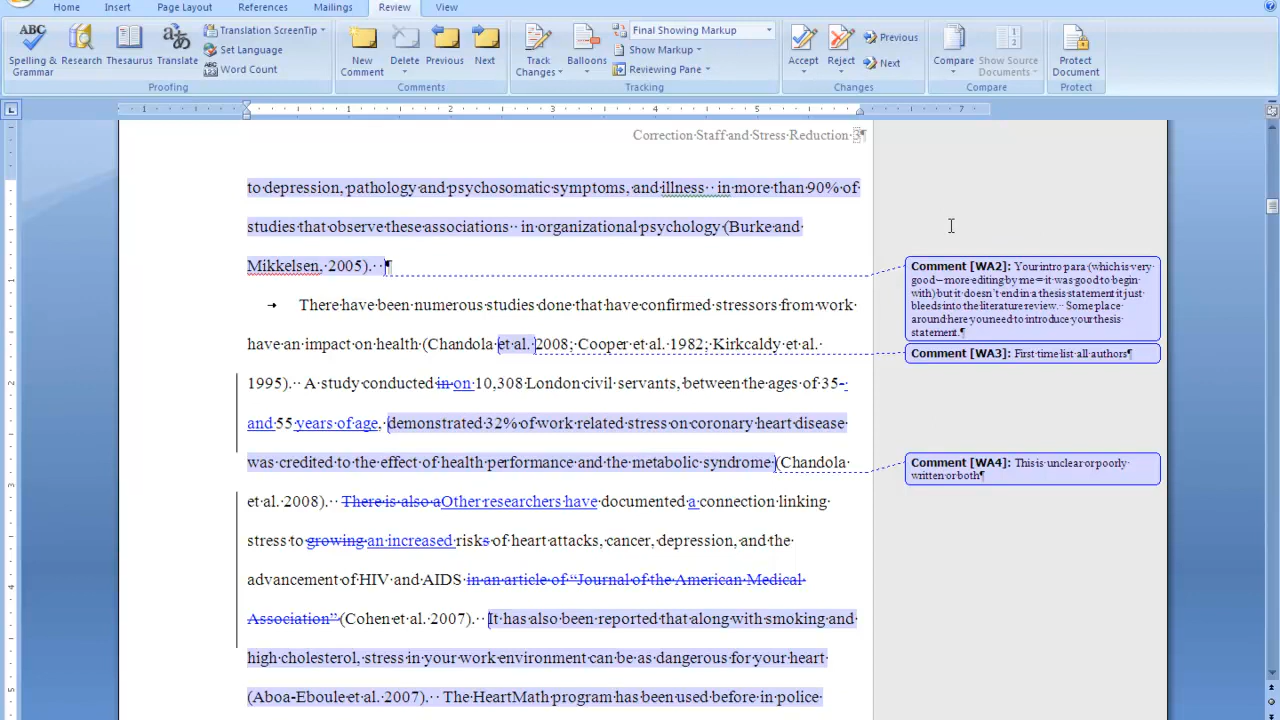 Home Insert Page Layout References Mailings Review View
ABC Spelling & Grammar Research Thesaurus Translate Translation ScreenTip Set Language ABC 123 Word Count
New Comment Delete Previous Next
Track Changes Balloons Final Showing Markup Show Markup Reviewing Pane
Accept Reject Previous Next
Compare Show Source Documents Protect Document
Proofing Comments Tracking Changes Compare Protect
1 1 2 3 4 5 7
Correction·Staff·and·Stress·Reduction·3¶
to·depression,·pathology·and·psychosomatic·symptoms,·and·illness··in·more·than·90%·of·
studies·that·observe·these·associations··in·organizational·psychology·(Burke·and·
Mikkelsen,·2005).··¶
Comment [WA2]: Your intro para (which is very
good – more editing by me = it was good to begin
with) but it doesn't end in a thesis statement it just
bleeds into the literature review. Some place
around here you need to introduce your thesis
statement.¶
→ There·have·been·numerous·studies·done·that·have·confirmed·stressors·from·work·
have·an·impact·on·health·(Chandola·et·al.·2008;·Cooper·et·al.·1982;·Kirkcaldy·et·al.·
Comment [WA3]: First time list all authors¶
1995).··A·study·conducted·in·on·10,308·London·civil·servants,·between·the·ages·of·35-·
and·55·years·of·age,·demonstrated·32%·of·work·related·stress·on·coronary·heart·disease·
was·credited·to·the·effect·of·health·performance·and·the·metabolic·syndrome·(Chandola·
Comment [WA4]: This is unclear or poorly
written or both¶
et·al.·2008).··There·is·also·aOther·researchers·have·documented·a·connection·linking·
stress·to·growing·an·increased·risks·of·heart·attacks,·cancer,·depression,·and·the·
advancement·of·HIV·and·AIDS·in·an·article·of·“Journal·of·the·American·Medical·
Association”·(Cohen·et·al.·2007).··It·has·also·been·reported·that·along·with·smoking·and·
high·cholesterol,·stress·in·your·work·environment·can·be·as·dangerous·for·your·heart·
(Aboa-Eboule·et·al.·2007).··The·HeartMath·program·has·been·used·before·in·police·